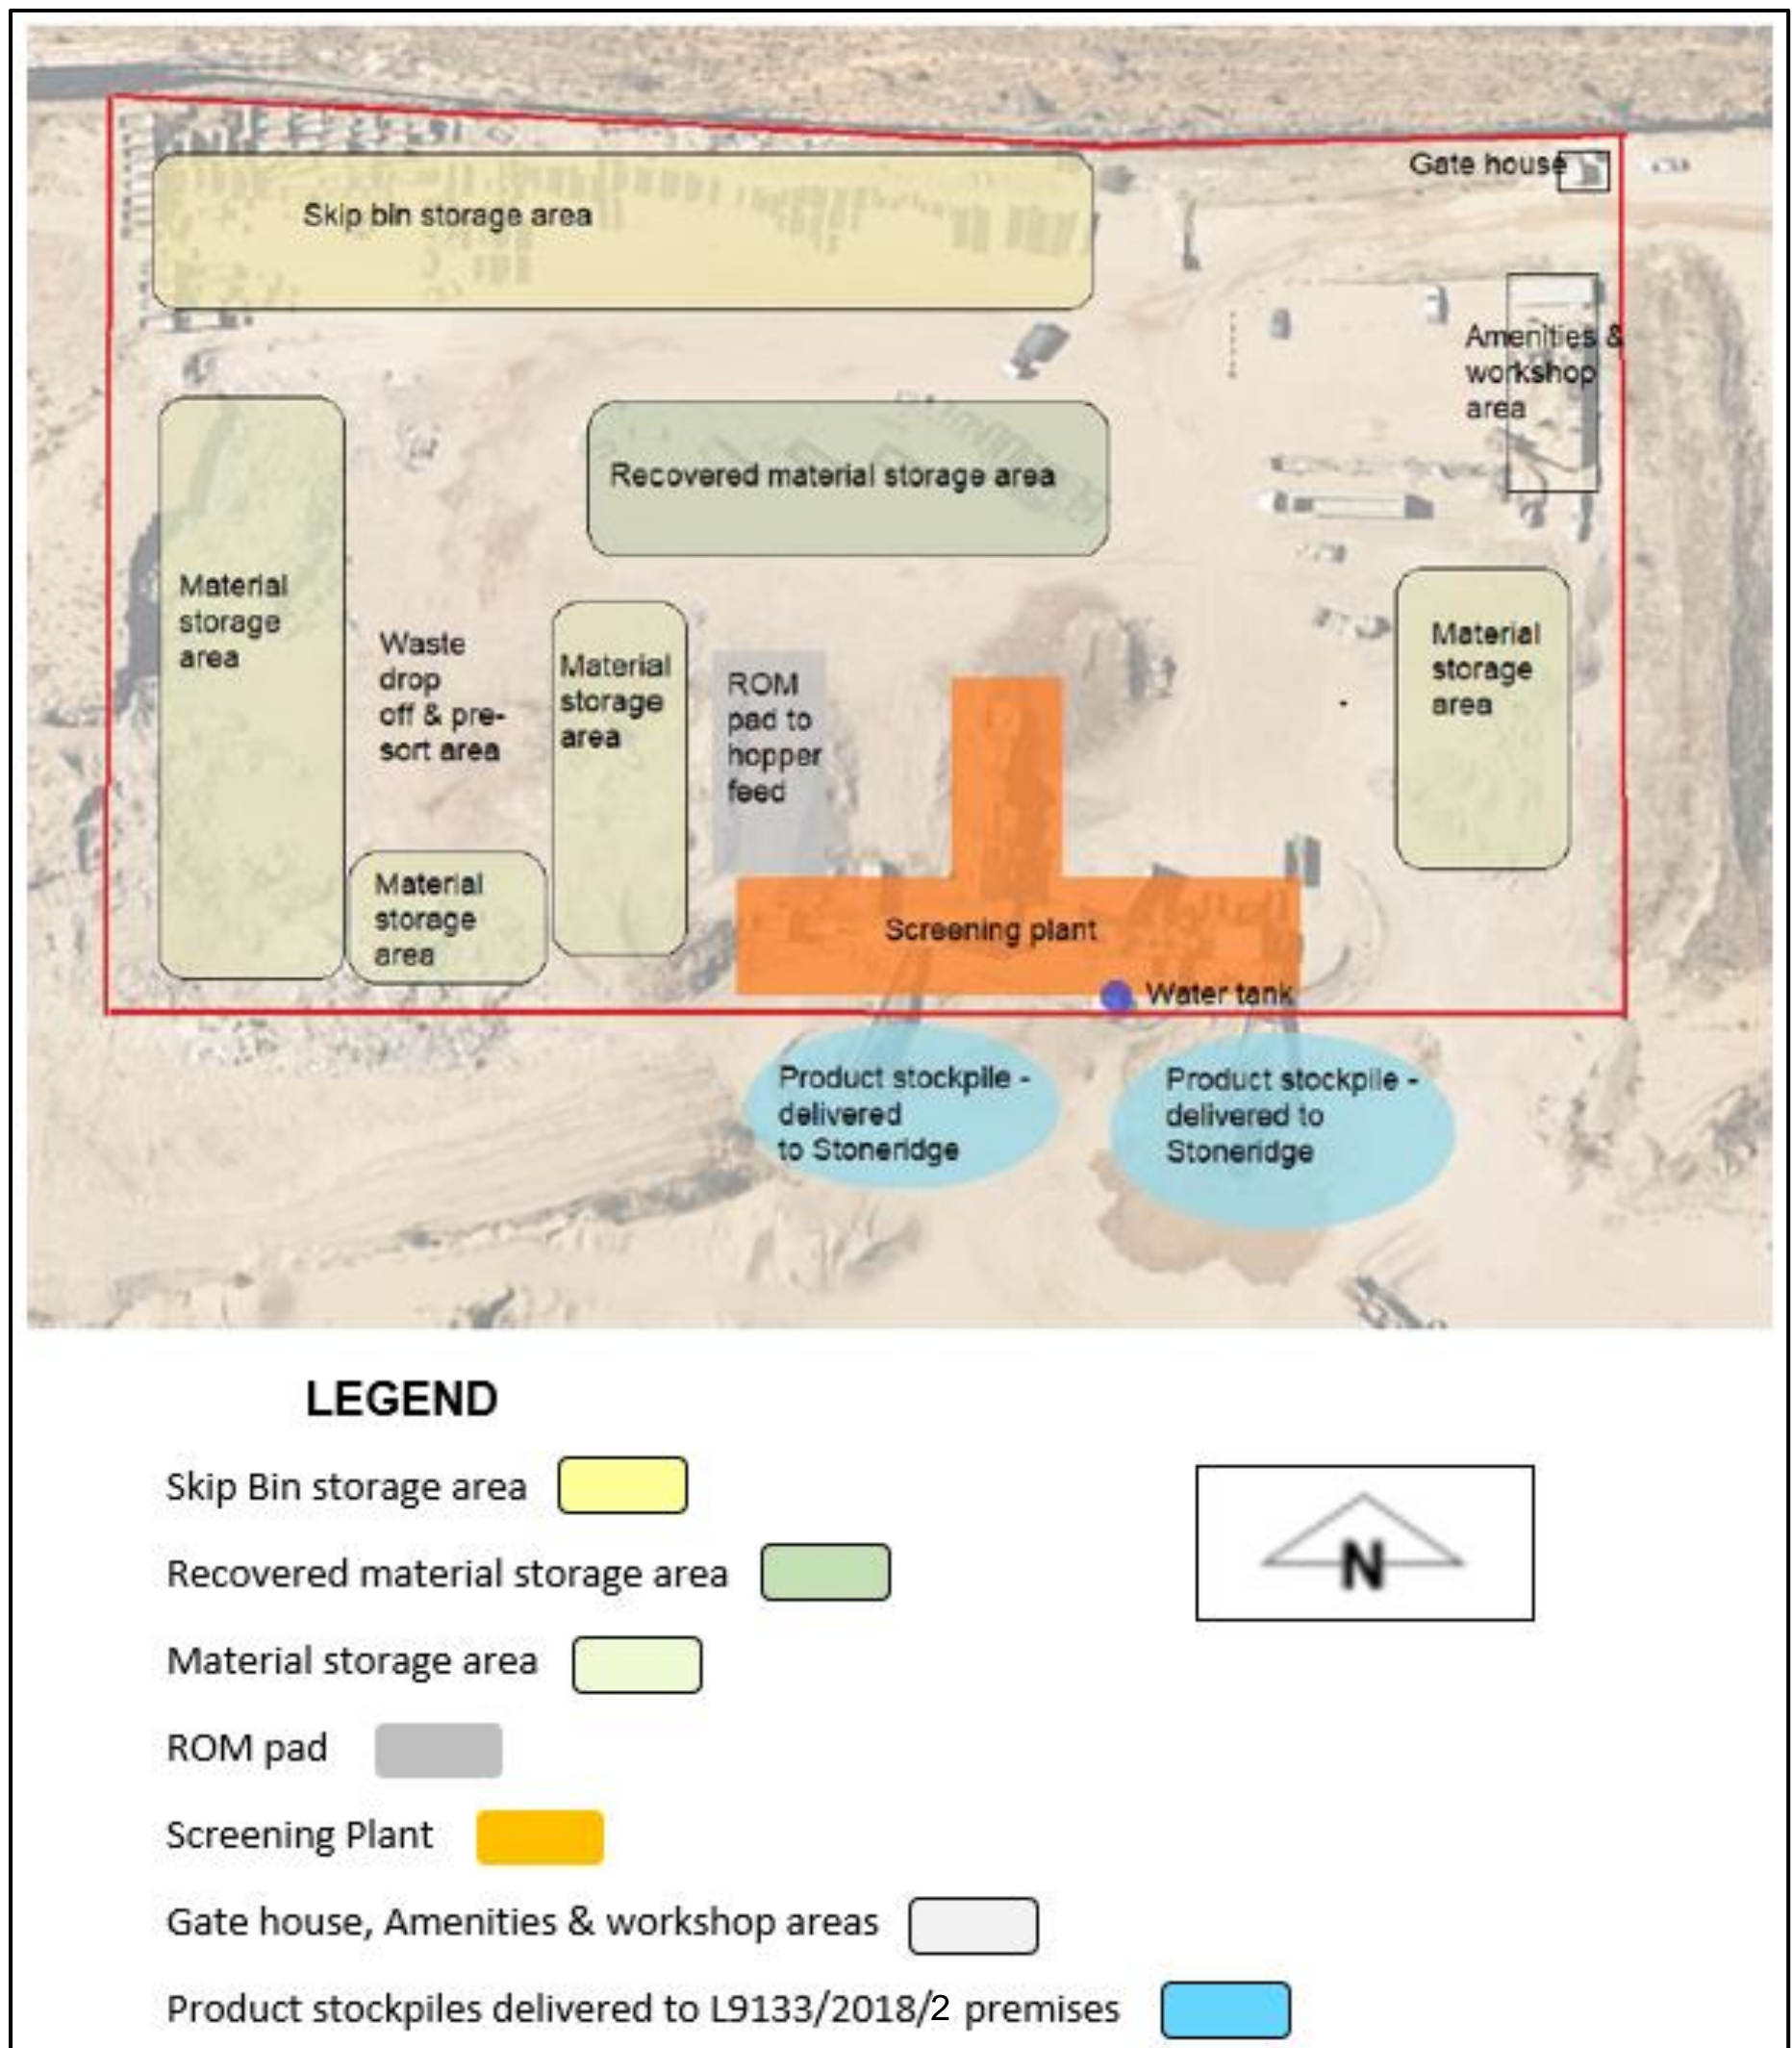 Gate house
Skip bin storage area
Amenities &
workshop
area
Recovered material storage area
Material
storage
area
Waste
drop
off & pre-
sort area
Material
storage
area
ROM
pad to
hopper
feed
Material
storage
area
Material
storage
area
Screening plant
Water tank
Product stockpile -
delivered
to Stoneridge
Product stockpile -
delivered to
Stoneridge
LEGEND
Skip Bin storage area
Recovered material storage area
Material storage area
ROM pad
Screening Plant
Gate house, Amenities & workshop areas
Product stockpiles delivered to L9133/2018/2 premises
N